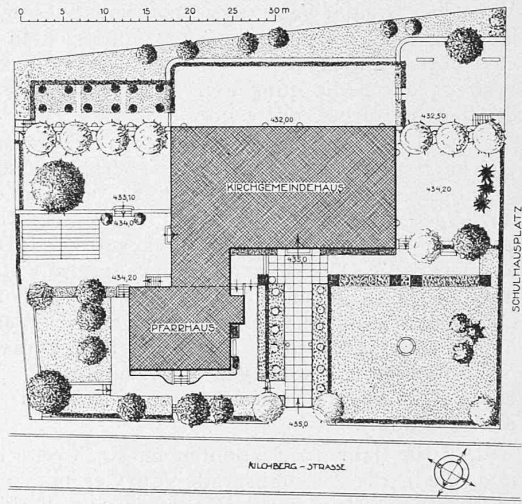 0 5 10 15 20 25 30 m
432,00
432,50
KIRCHGEMEINDEHAUS
434,20
433,10
434,0
SCHULHAUSPLATZ
434,20
435,0
PFARRHAUS
435,0
KILCHBERG - STRASSE